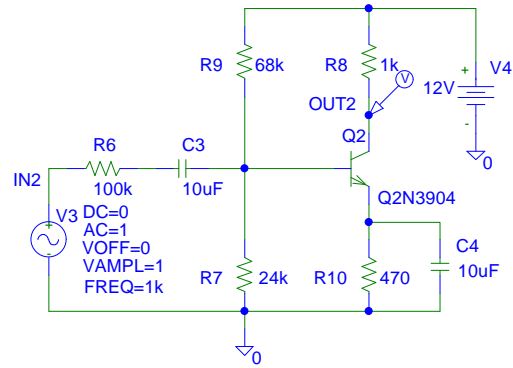 R9
68k
R8
1k
V
V4
+
12V
-
0
OUT2
Q2
Q2N3904
R6
100k
C3
10uF
IN2
V3
+
-
DC=0
AC=1
VOFF=0
VAMPL=1
FREQ=1k
R7
24k
R10
470
C4
10uF
0